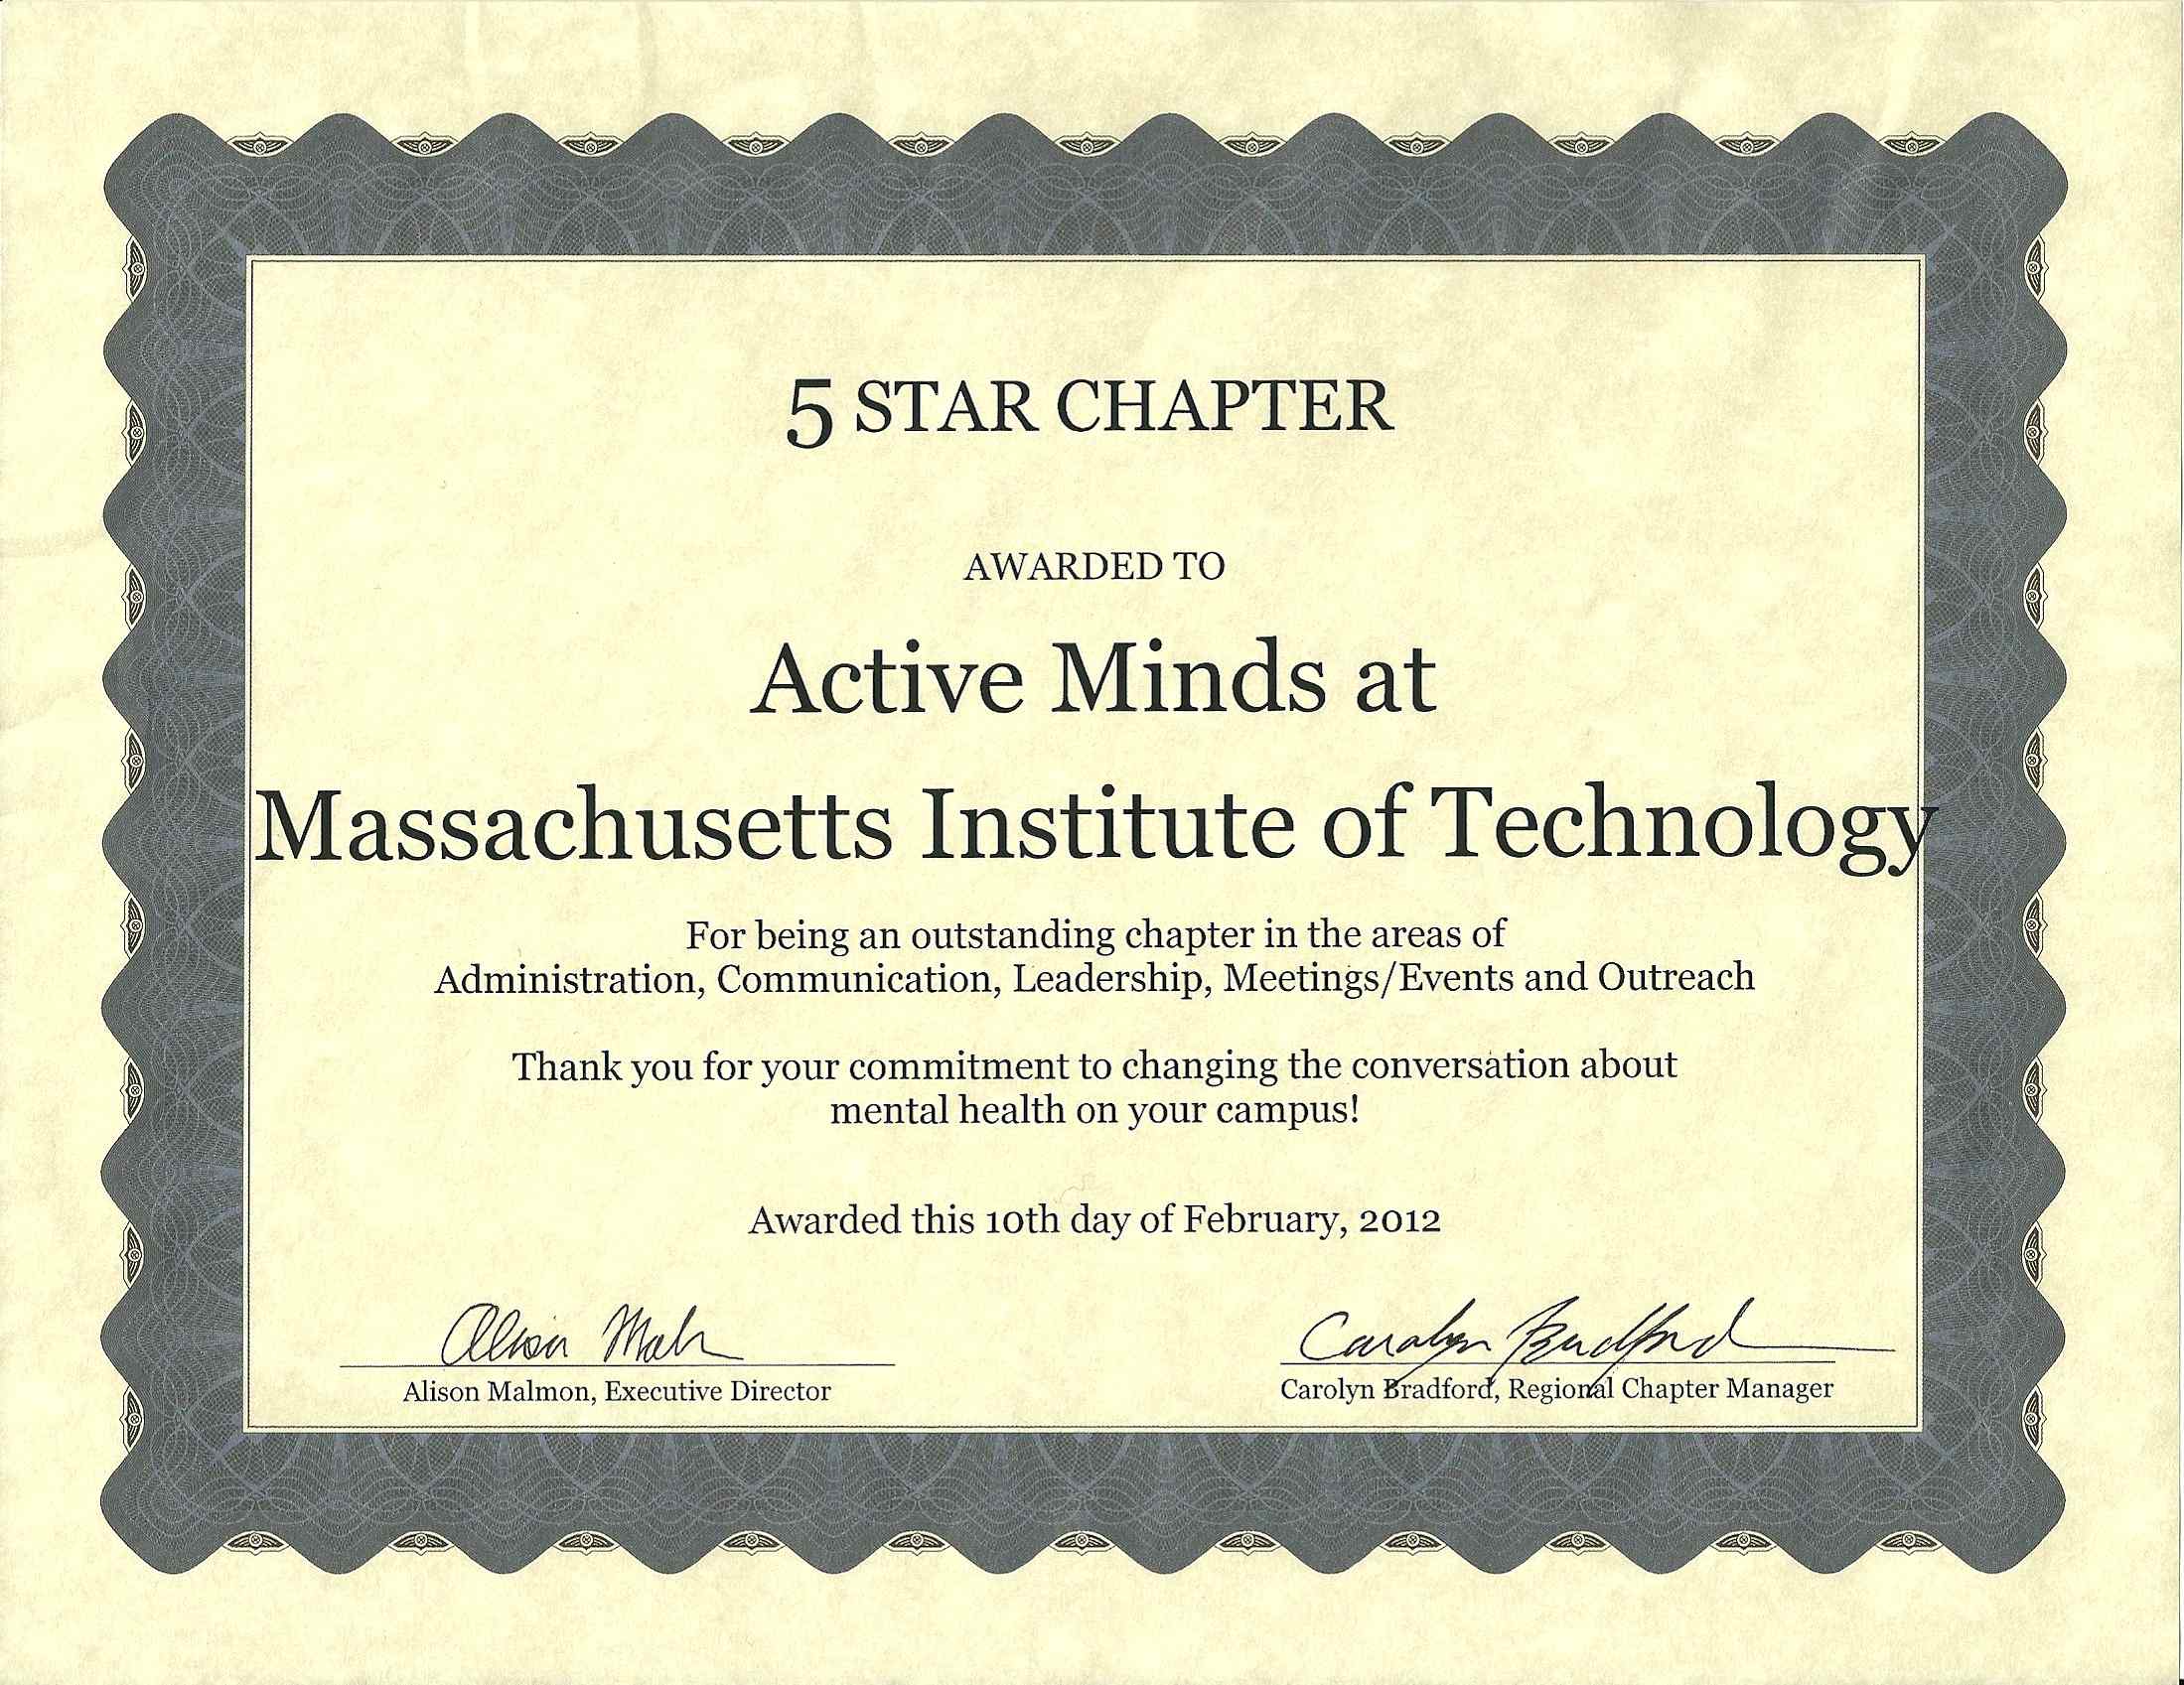 5 STAR CHAPTER
AWARDED TO
Active Minds at
Massachusetts Institute of Technology
For being an outstanding chapter in the areas of
Administration, Communication, Leadership, Meetings/Events and Outreach
Thank you for your commitment to changing the conversation about
mental health on your campus!
Awarded this 10th day of February, 2012
Alison Malmon, Executive Director
Carolyn Bradford
Carolyn Bradford, Regional Chapter Manager